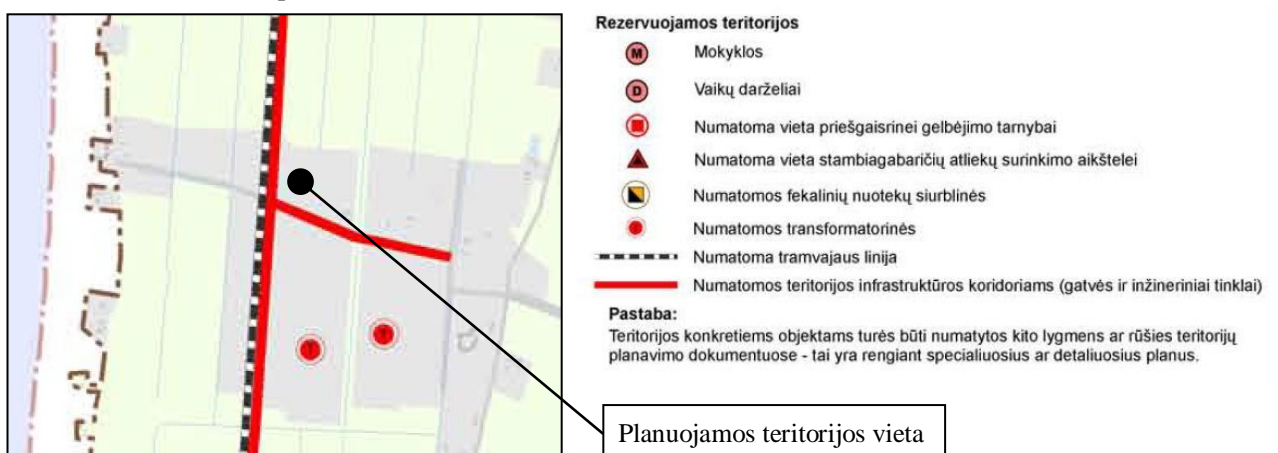 Rezervuojamos teritorijos
M Mokyklos
D Vaikų darželiai
Numatoma vieta priešgaisrinei gelbėjimo tarnybai
Numatoma vieta stambiagabaričių atliekų surinkimo aikštelei
Numatomos fekalinių nuotekų siurblinės
Numatomos transformatorinės
Numatoma tramvajaus linija
Numatomos teritorijos infrastruktūros koridoriams (gatvės ir inžineriniai tinklai)
Pastaba:
Teritorijos konkretiems objektams turės būti numatytos kito lygmens ar rūšies teritorijų
planavimo dokumentuose - tai yra rengiant specialiuosius ar detaliuosius planus.
T
T
Planuojamos teritorijos vieta